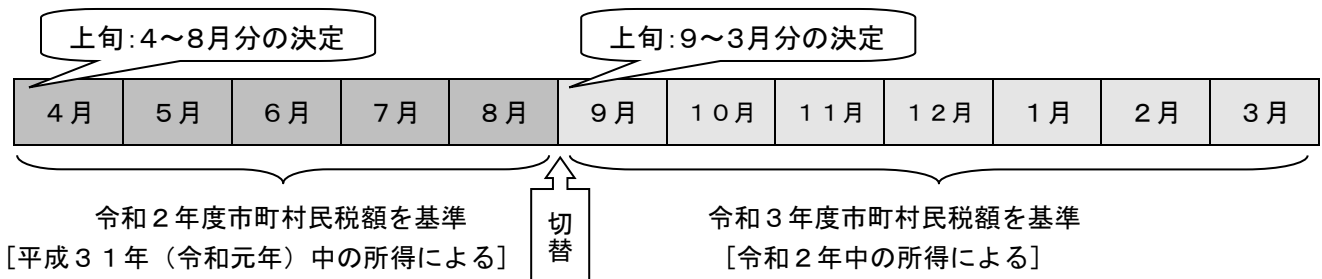 上旬:4~8月分の決定
上旬:9~3月分の決定
4月 5月 6月 7月 8月 9月 10月 11月 12月 1月 2月 3月
令和2年度市町村民税額を基準
[平成31年(令和元年)中の所得による]
切替
令和3年度市町村民税額を基準
[令和2年中の所得による]